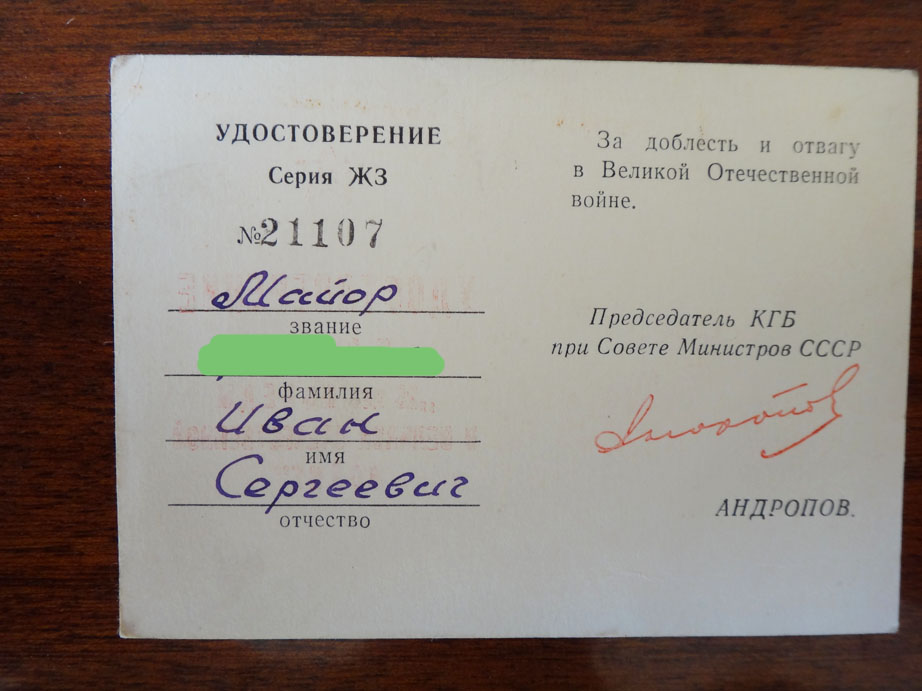 УДОСТОВЕРЕНИЕ
Серия ЖЗ
№21107
Майор
звание
фамилия
Иван
имя
Сергеевич
отчество
За доблесть и отвагу
в Великой Отечественной
войне.
Председатель КГБ
при Совете Министров СССР
Андропов
АНДРОПОВ.